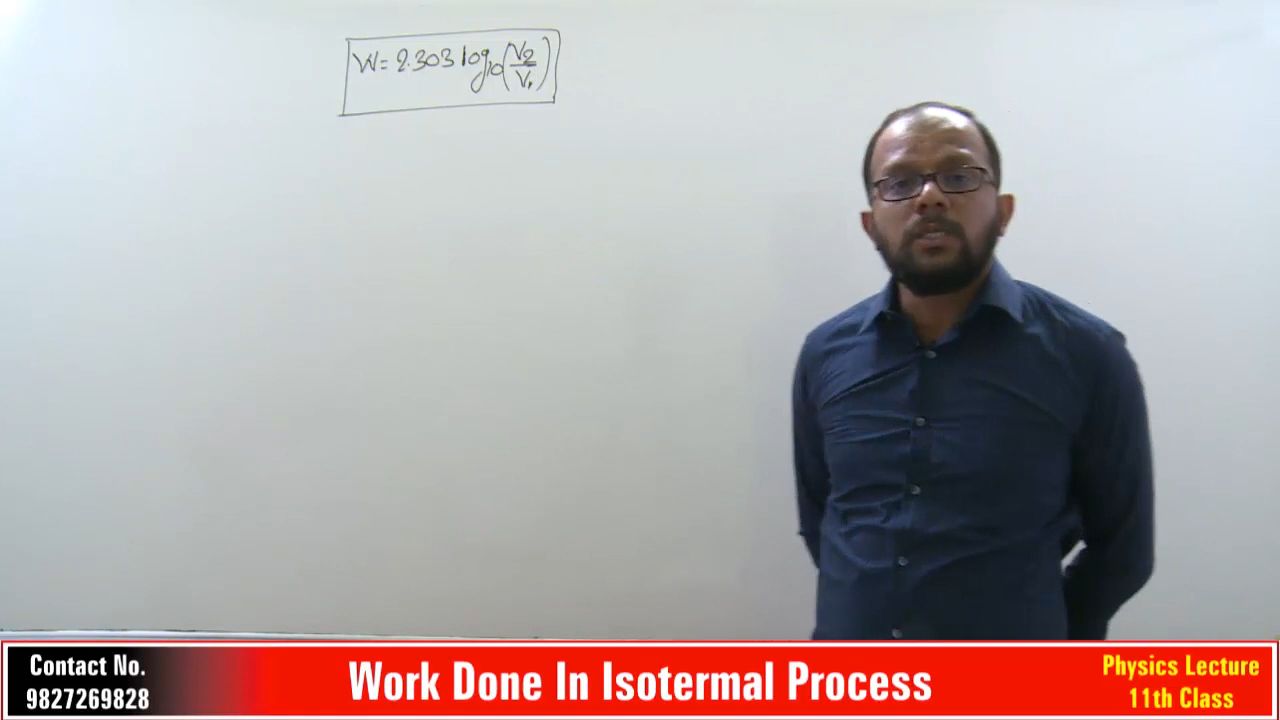 W = 2.303 log10 (V2/V1)
Contact No.
9827269828
Work Done In Isotermal Process
Physics Lecture
11th Class